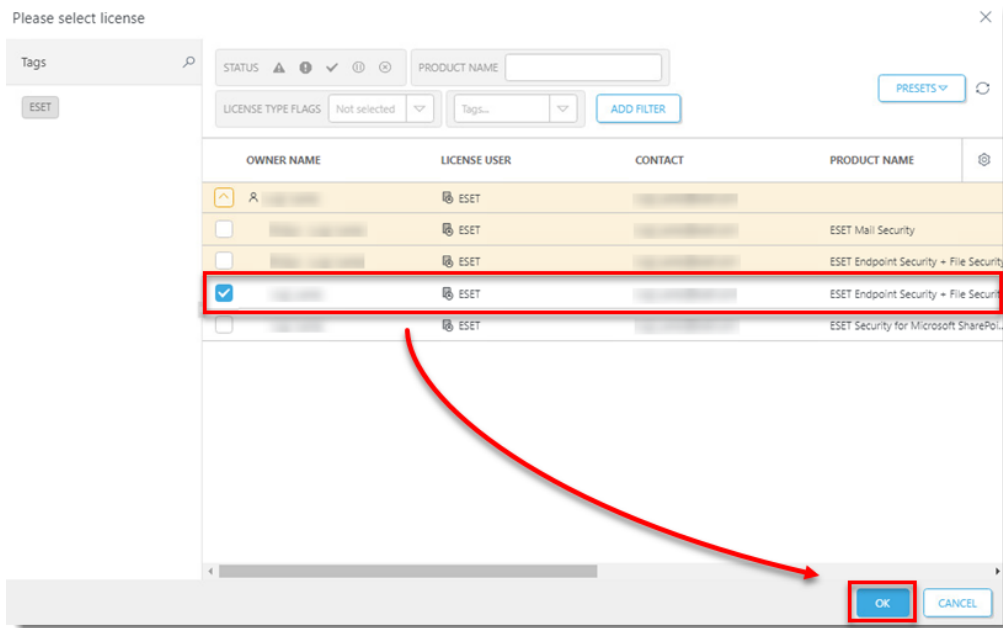 Please select license
Tags
ESET
STATUS
PRODUCT NAME
LICENSE TYPE FLAGS Not selected
Tags...
ADD FILTER
PRESETS
OWNER NAME LICENSE USER CONTACT PRODUCT NAME
ESET
ESET ESET Mail Security
ESET ESET Endpoint Security + File Security
ESET ESET Endpoint Security + File Securit
ESET ESET Security for Microsoft SharePoi...
OK CANCEL